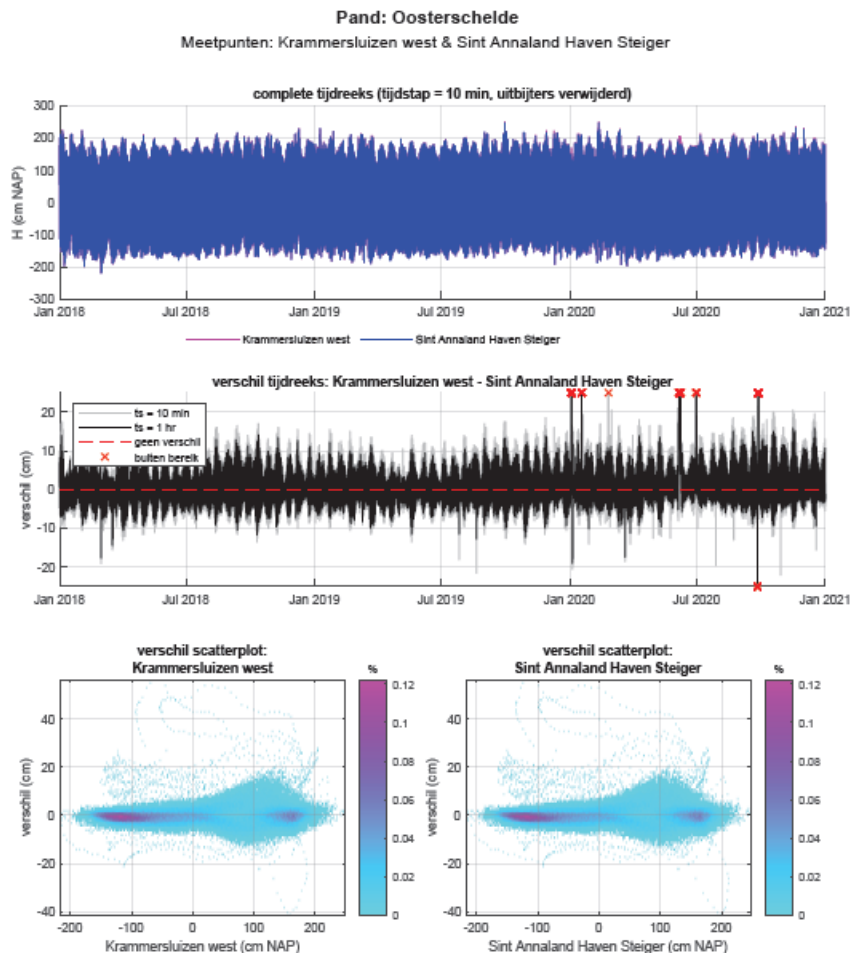 Pand: Oosterschelde
Meetpunten: Krammersluizen west & Sint Annaland Haven Steiger
complete tijdreeks (tijdstap = 10 min, uitbijters verwijderd)
300
200
100
0
-100
-200
-300
H (cm NAP)
Jan 2018 Jul 2018 Jan 2019 Jul 2019 Jan 2020 Jul 2020 Jan 2021
Krammersluizen west Sint Annaland Haven Steiger
verschil tijdreeks: Krammersluizen west - Sint Annaland Haven Steiger
ts = 10 min
ts = 1 hr
geen verschil
buiten bereik
20
10
0
-10
-20
verschil (cm)
Jan 2018 Jul 2018 Jan 2019 Jul 2019 Jan 2020 Jul 2020 Jan 2021
verschil scatterplot:
Krammersluizen west
%
40
20
0
-20
-40
verschil (cm)
-200 -100 0 100 200
Krammersluizen west (cm NAP)
0.12
0.1
0.08
0.06
0.04
0.02
0
verschil scatterplot:
Sint Annaland Haven Steiger
%
40
20
0
-20
-40
verschil (cm)
-200 -100 0 100 200
Sint Annaland Haven Steiger (cm NAP)
0.12
0.1
0.08
0.06
0.04
0.02
0